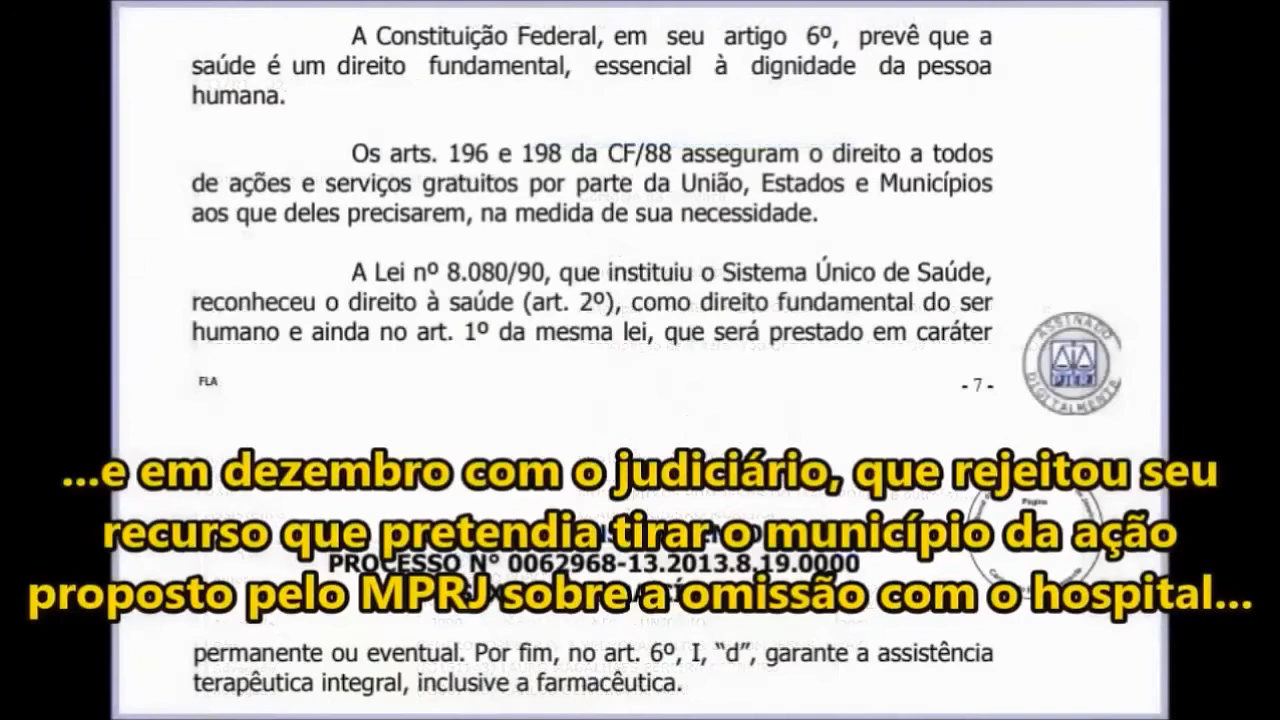 A Constituição Federal, em seu artigo 6º, prevê que a
saúde é um direito fundamental, essencial à dignidade da pessoa
humana.
Os arts. 196 e 198 da CF/88 asseguram o direito a todos
de ações e serviços gratuitos por parte da União, Estados e Municípios
aos que deles precisarem, na medida de sua necessidade.
A Lei nº 8.080/90, que instituiu o Sistema Único de Saúde,
reconheceu o direito à saúde (art. 2º), como direito fundamental do ser
humano e ainda no art. 1º da mesma lei, que será prestado em caráter
FLA
- 7 -
ASSINADO
PJERJ
DIGITALMENTE
...e em dezembro com o judiciário, que rejeitou seu
recurso que pretendia tirar o município da ação
PROCESSO Nº 0062968-13.2013.8.19.0000
proposto pelo MPRJ sobre a omissão com o hospital...
permanente ou eventual. Por fim, no art. 6º, I, “d”, garante a assistência
terapêutica integral, inclusive a farmacêutica.